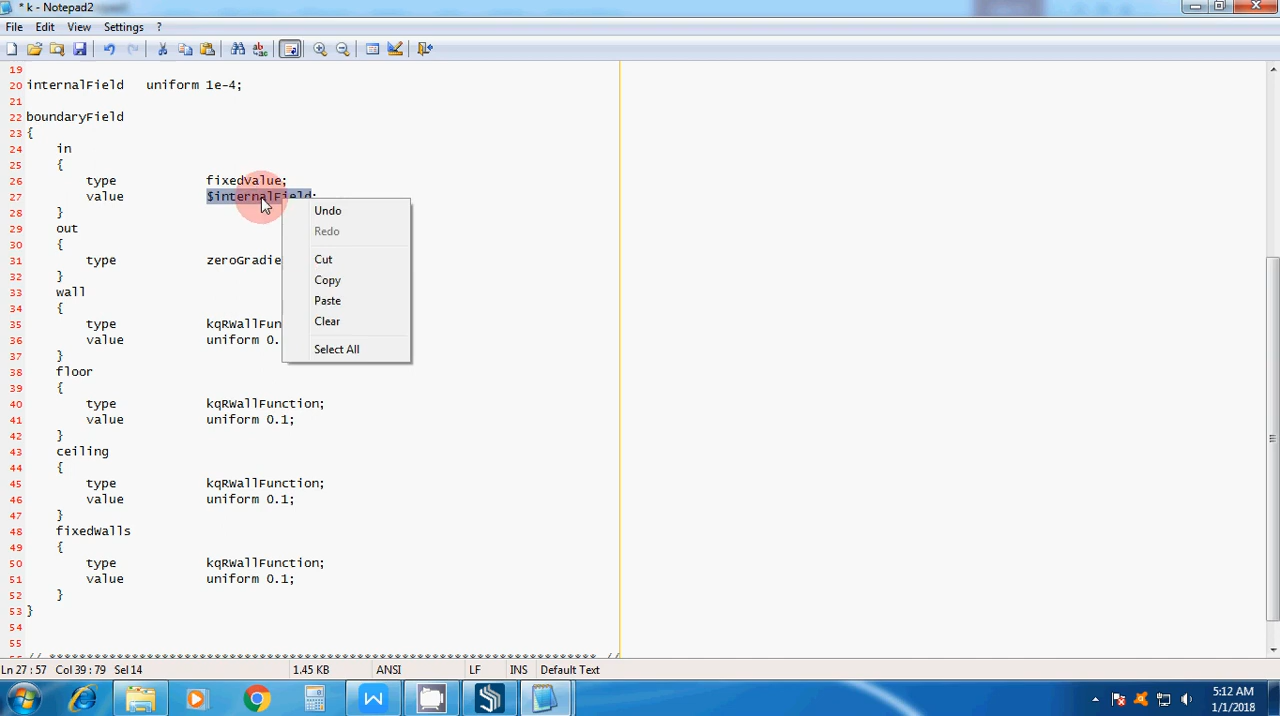 * k - Notepad2
File Edit View Settings ?
19
20 internalField uniform 1e-4;
21
22 boundaryField
23 {
24 in
25 {
26 type fixedValue;
27 value $internalField;
28 }
29 out
30 {
31 type zeroGradie
32 }
33 wall
34 {
35 type kqRWallFun
36 value uniform 0.
37 }
38 floor
39 {
40 type kqRWallFunction;
41 value uniform 0.1;
42 }
43 ceiling
44 {
45 type kqRWallFunction;
46 value uniform 0.1;
47 }
48 fixedWalls
49 {
50 type kqRWallFunction;
51 value uniform 0.1;
52 }
53 }
54
55
Undo
Redo
Cut
Copy
Paste
Clear
Select All
Ln 27 : 57 Col 39 : 79 Sel 14 1.45 KB ANSI LF INS Default Text
5:12 AM
1/1/2018